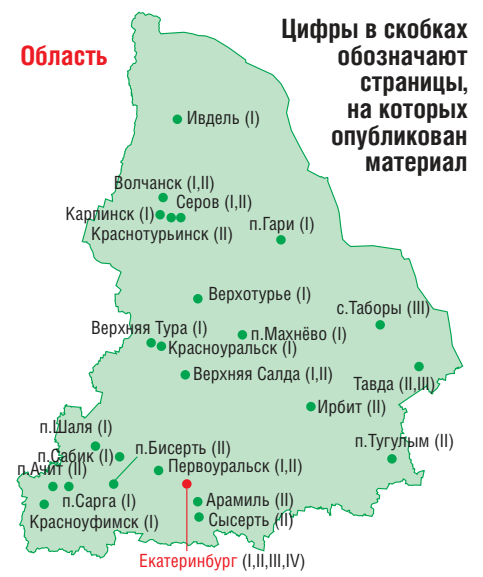 Область
Цифры в скобках
обозначают
страницы,
на которых
опубликован
материал
Ивдель (I)
Волчанск (I,II)
Серов (I,II)
Карпинск (I)
Краснотурьинск (II)
п.Гари (I)
Верхотурье (I)
с.Таборы (III)
Верхняя Тура (I)
п.Махнёво (I)
Красноуральск (I)
Верхняя Салда (I,II)
Тавда (II,III)
Ирбит (II)
п.Шаля (I)
п.Бисерть (II)
п.Тугулым (II)
п.Сабик (I)
п.Ачит (II)
Первоуральск (I,II)
п.Сарга (I)
Арамиль (II)
Красноуфимск (I)
Сысерть (II)
Екатеринбург (I,II,III,IV)